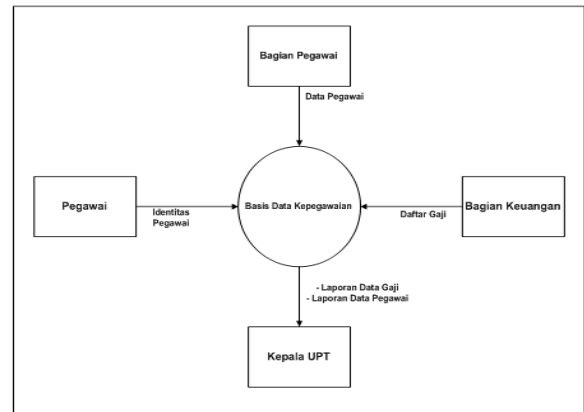 Bagian Pegawai
Data Pegawai
Pegawai
Identitas
Pegawai
Basis Data Kepegawaian
Daftar Gaji
Bagian Keuangan
- Laporan Data Gaji
- Laporan Data Pegawai
Kepala UPT